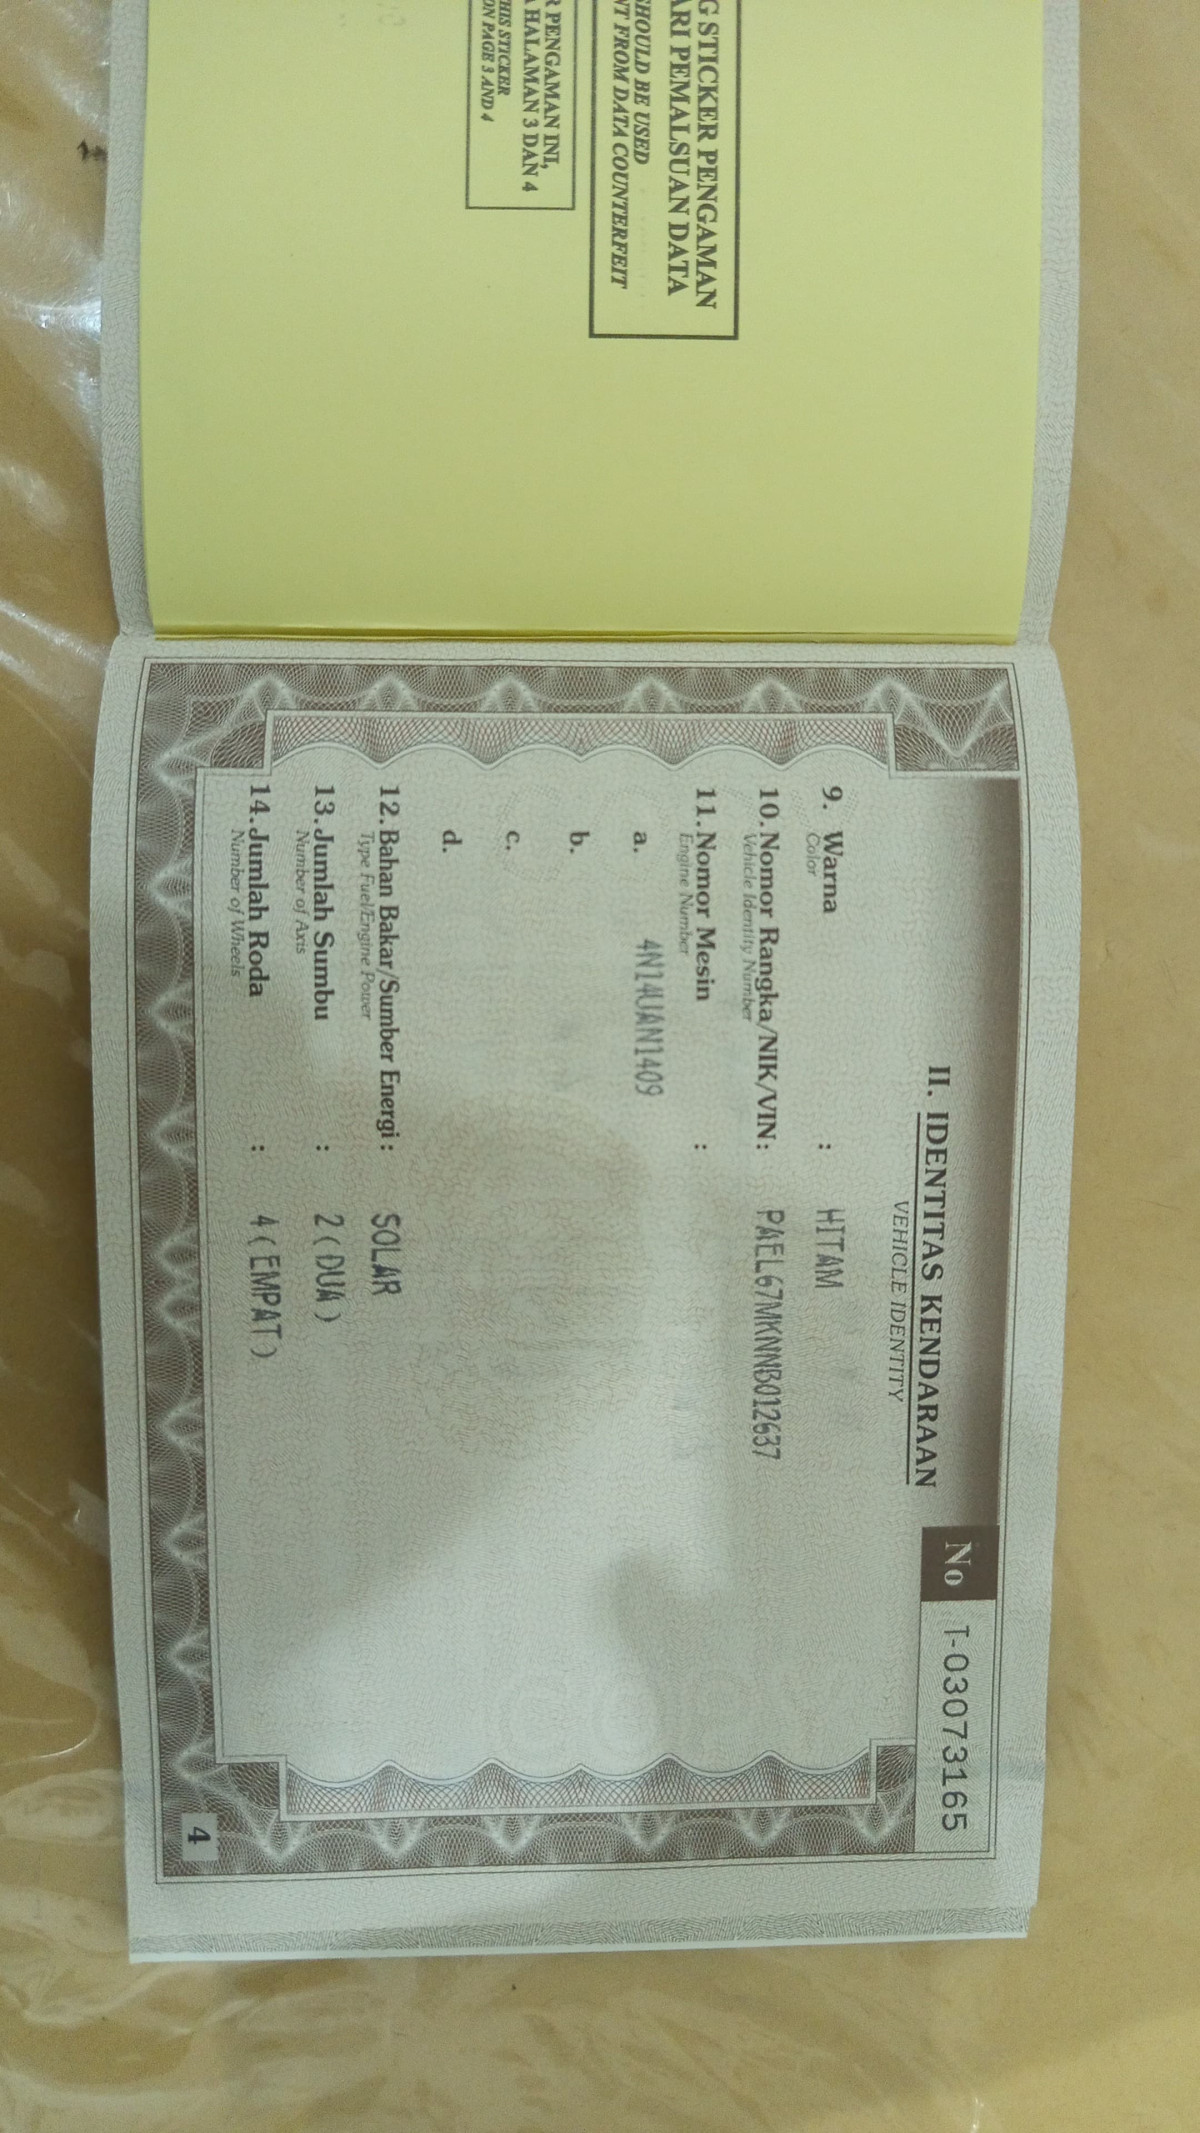 G STICKER PENGAMAN
ARI PEMALSUAN DATA
SHOULD BE USED
NT FROM DATA COUNTERFEIT
R PENGAMAN INI,
A HALAMAN 3 DAN 4
HIS STICKER
ON PAGE 3 AND 4
No T-03073165
II. IDENTITAS KENDARAAN
VEHICLE IDENTITY
9. Warna : HITAM
Color
10. Nomor Rangka/NIK/VIN : PAEL67MKNNB012637
Vehicle Identity Number
11. Nomor Mesin :
Engine Number
a. 4N14UAN1409
b.
c.
d.
12. Bahan Bakar/Sumber Energi : SOLAR
Type Fuel/Engine Power
13. Jumlah Sumbu : 2 ( DUA )
Number of Axis
14. Jumlah Roda : 4 ( EMPAT )
Number of Wheels
4